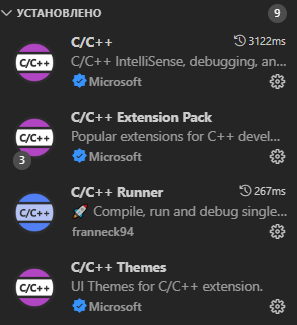 УСТАНОВЛЕНО 9
C/C++ 3122ms
C/C++ IntelliSense, debugging, an...
Microsoft
C/C++
C/C++ Extension Pack
Popular extensions for C++ devel...
Microsoft
C/C++
3
C/C++ Runner 267ms
🚀 Compile, run and debug single...
franneck94
C/C++
C/C++ Themes
UI Themes for C/C++ extension.
Microsoft
C/C++